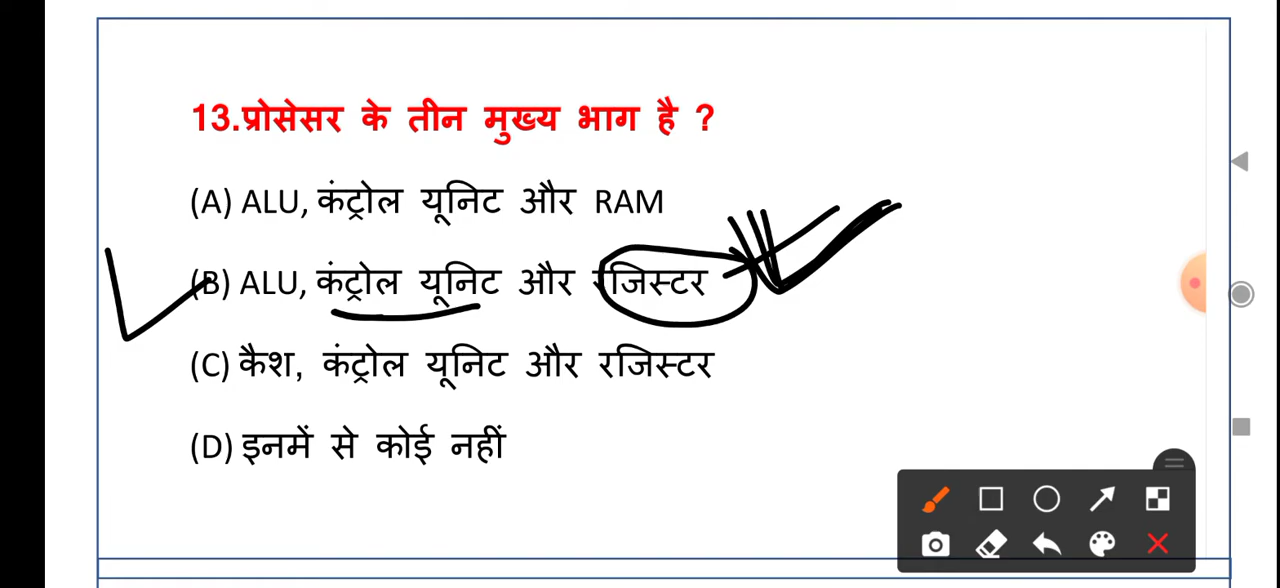 13.प्रोसेसर के तीन मुख्य भाग है ?
(A) ALU, कंट्रोल यूनिट और RAM
(B) ALU, कंट्रोल यूनिट और रजिस्टर
(C) कैश, कंट्रोल यूनिट और रजिस्टर
(D) इनमें से कोई नहीं